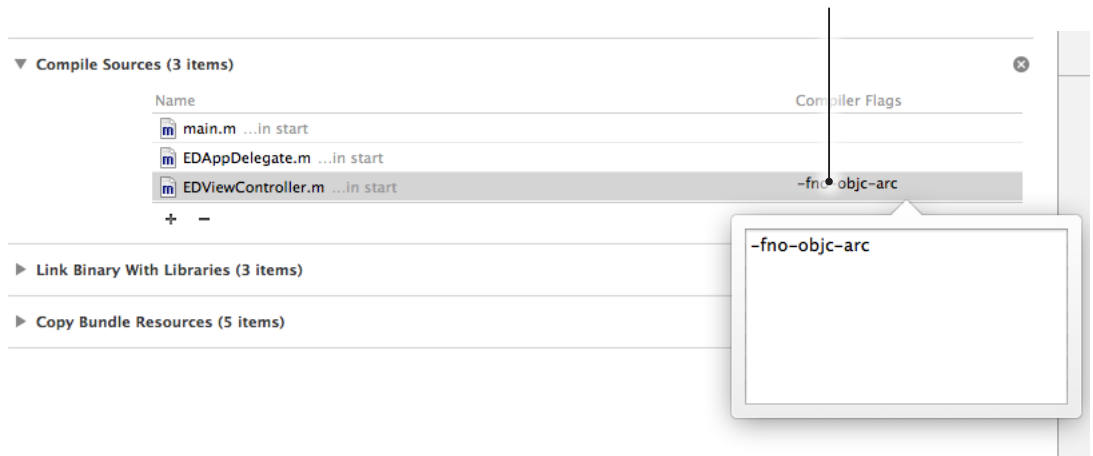 Compile Sources (3 items)
Name Compiler Flags
m main.m ...in start
m EDAppDelegate.m ...in start
m EDViewController.m ...in start -fno-objc-arc
+ −
-fno-objc-arc
Link Binary With Libraries (3 items)
Copy Bundle Resources (5 items)